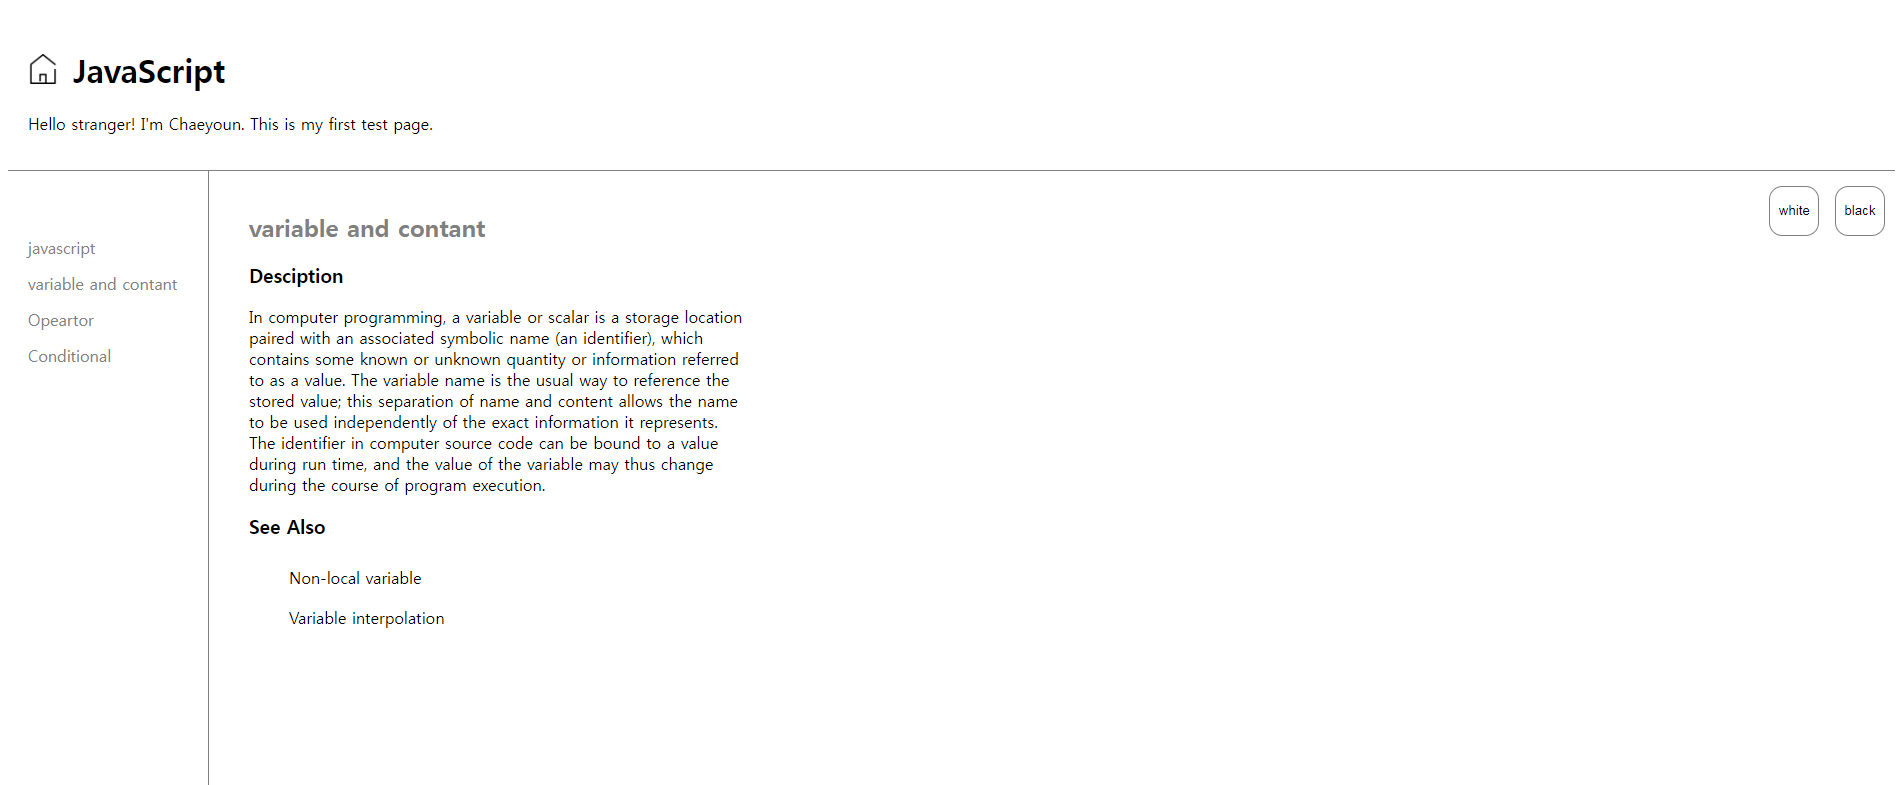 JavaScript
Hello stranger! I'm Chaeyoun. This is my first test page.
javascript
variable and contant
Opeartor
Conditional
white
black
variable and contant
Desciption
In computer programming, a variable or scalar is a storage location
paired with an associated symbolic name (an identifier), which
contains some known or unknown quantity or information referred
to as a value. The variable name is the usual way to reference the
stored value; this separation of name and content allows the name
to be used independently of the exact information it represents.
The identifier in computer source code can be bound to a value
during run time, and the value of the variable may thus change
during the course of program execution.
See Also
Non-local variable
Variable interpolation